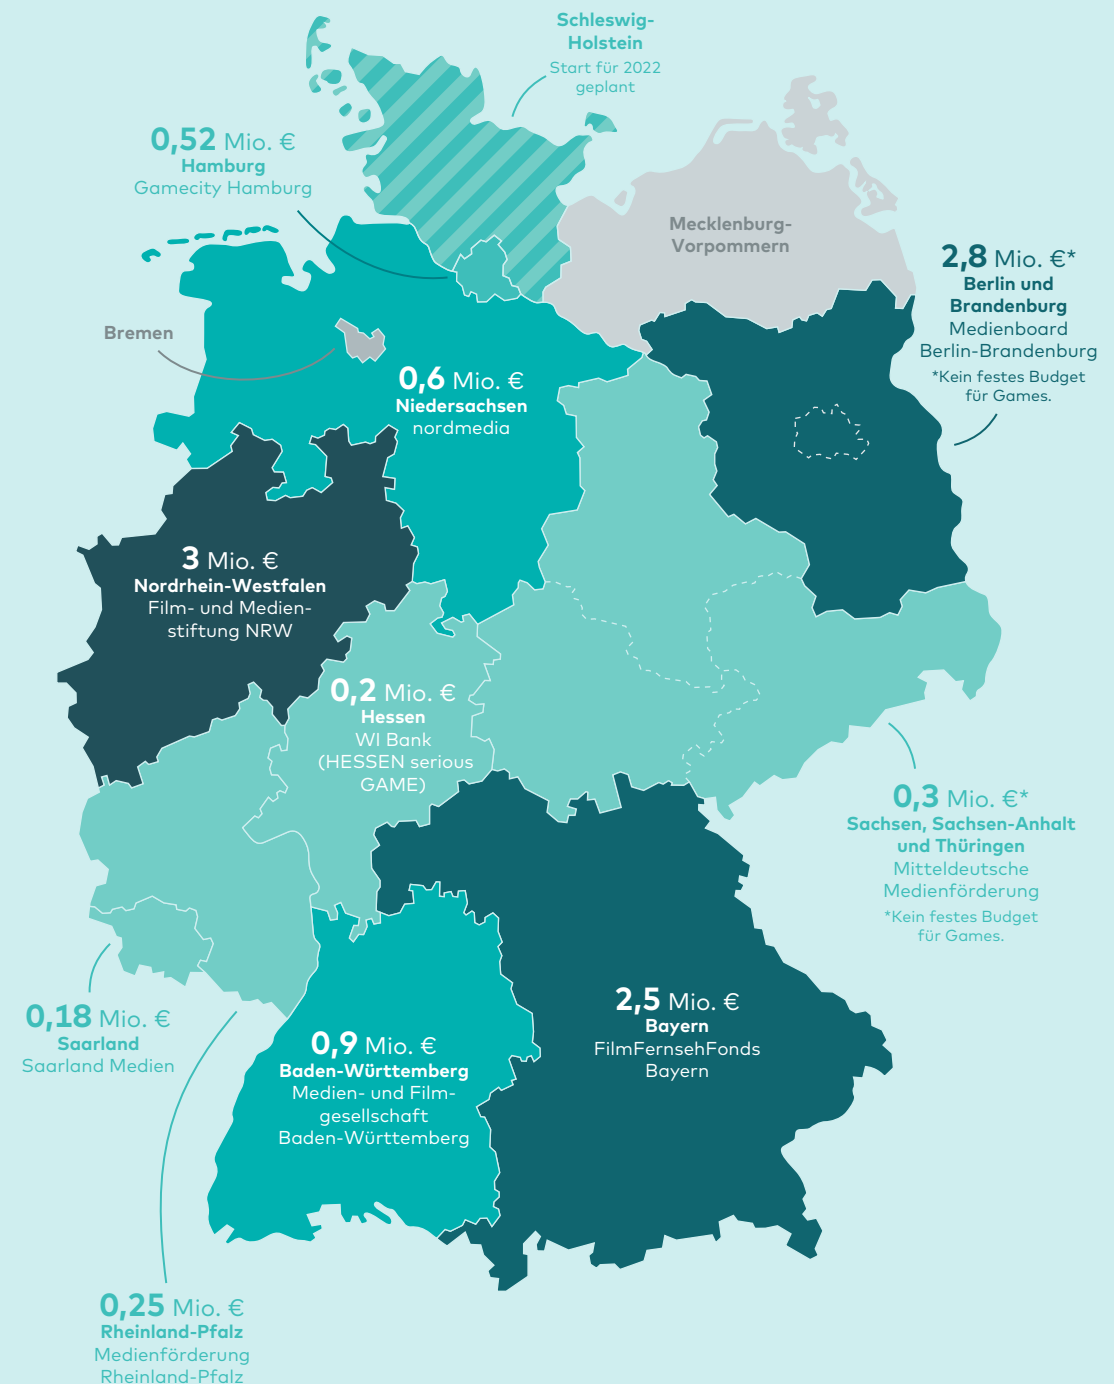 Schleswig-
Holstein
Start für 2022
geplant
0,52 Mio. €
Hamburg
Gamecity Hamburg
Mecklenburg-
Vorpommern
2,8 Mio. €*
Berlin und
Brandenburg
Medienboard
Berlin-Brandenburg
*Kein festes Budget
für Games.
Bremen
0,6 Mio. €
Niedersachsen
nordmedia
3 Mio. €
Nordrhein-Westfalen
Film- und Medien-
stiftung NRW
0,2 Mio. €
Hessen
WI Bank
(HESSEN serious
GAME)
0,3 Mio. €*
Sachsen, Sachsen-Anhalt
und Thüringen
Mitteldeutsche
Medienförderung
*Kein festes Budget
für Games.
0,18 Mio. €
Saarland
Saarland Medien
0,9 Mio. €
Baden-Württemberg
Medien- und Film-
gesellschaft
Baden-Württemberg
2,5 Mio. €
Bayern
FilmFernsehFonds
Bayern
0,25 Mio. €
Rheinland-Pfalz
Medienförderung
Rheinland-Pfalz